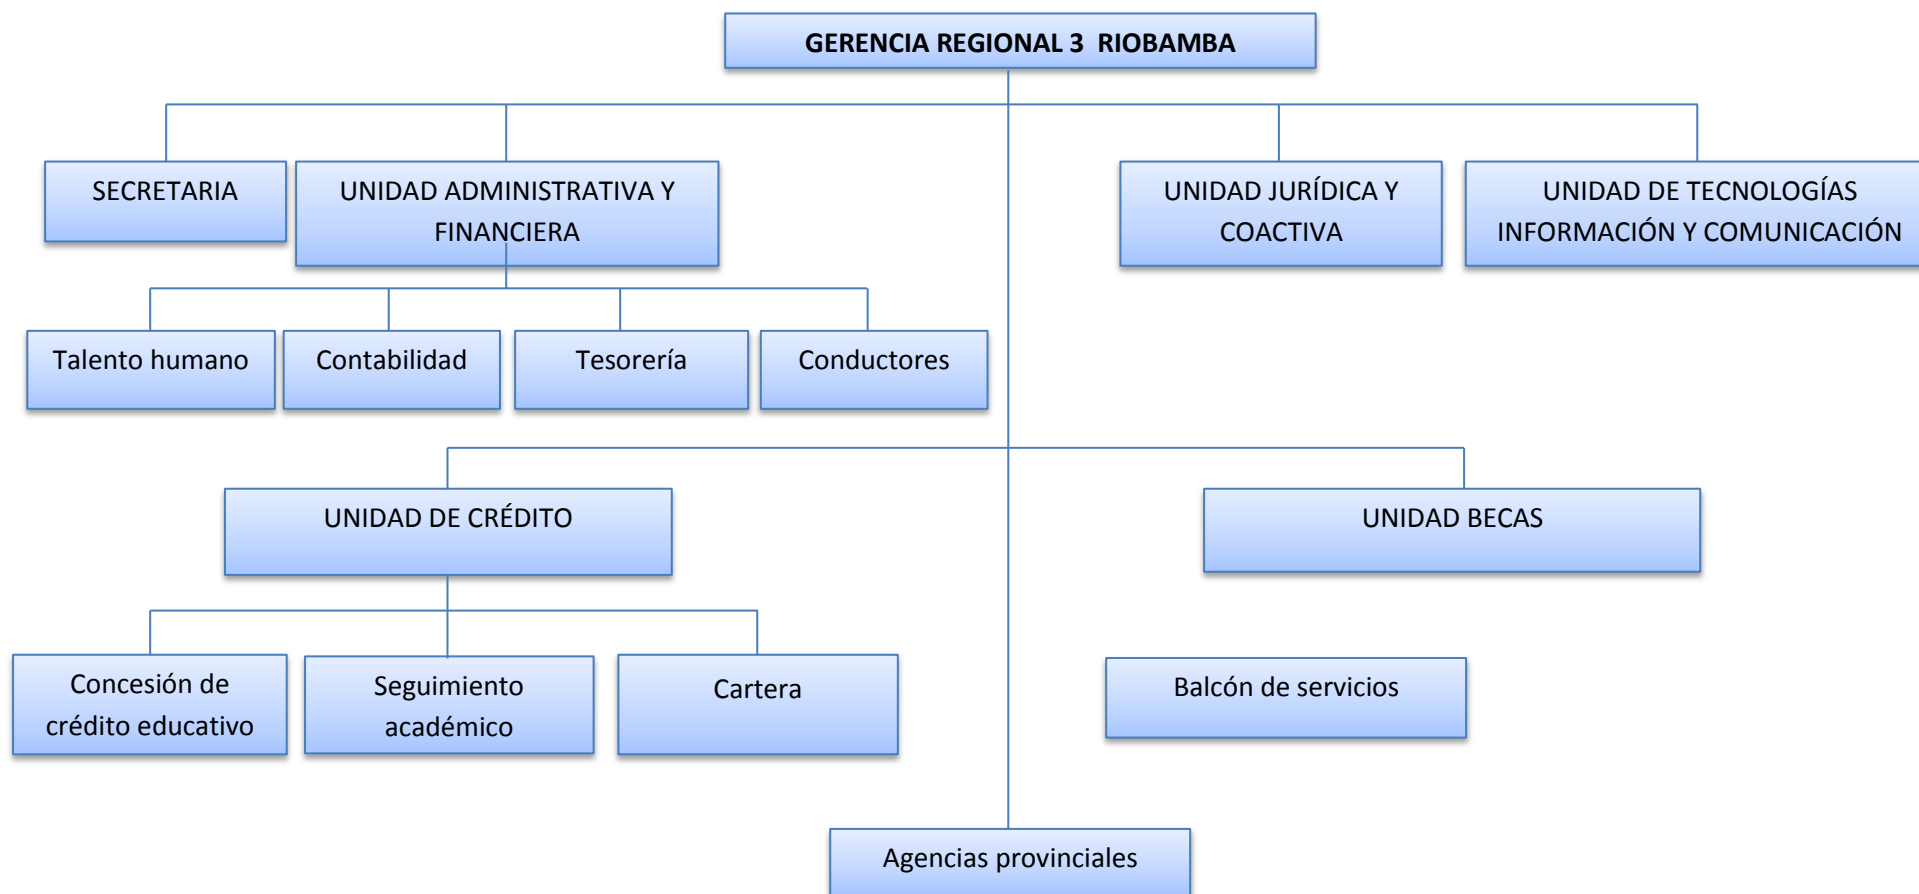 GERENCIA REGIONAL 3  RIOBAMBA
SECRETARIA
UNIDAD ADMINISTRATIVA Y
FINANCIERA
UNIDAD JURÍDICA Y
COACTIVA
UNIDAD DE TECNOLOGÍAS
INFORMACIÓN Y COMUNICACIÓN
Talento humano
Contabilidad
Tesorería
Conductores
UNIDAD DE CRÉDITO
UNIDAD BECAS
Concesión de
crédito educativo
Seguimiento
académico
Cartera
Balcón de servicios
Agencias provinciales